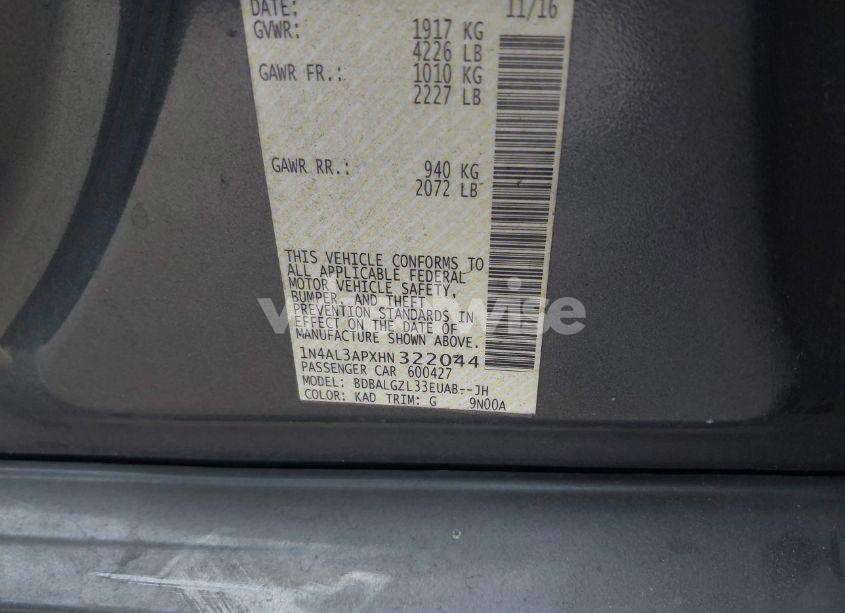 DATE: 11/16
GVWR: 1917 KG
4226 LB
GAWR FR.: 1010 KG
2227 LB
GAWR RR.: 940 KG
2072 LB
THIS VEHICLE CONFORMS TO
ALL APPLICABLE FEDERAL
MOTOR VEHICLE SAFETY,
BUMPER, AND THEFT
PREVENTION STANDARDS IN
EFFECT ON THE DATE OF
MANUFACTURE SHOWN ABOVE.
1N4AL3APXHN322044
PASSENGER CAR 600427
MODEL: BDBALGZL33EUAB--JH
COLOR: KAD TRIM: G 9N00A